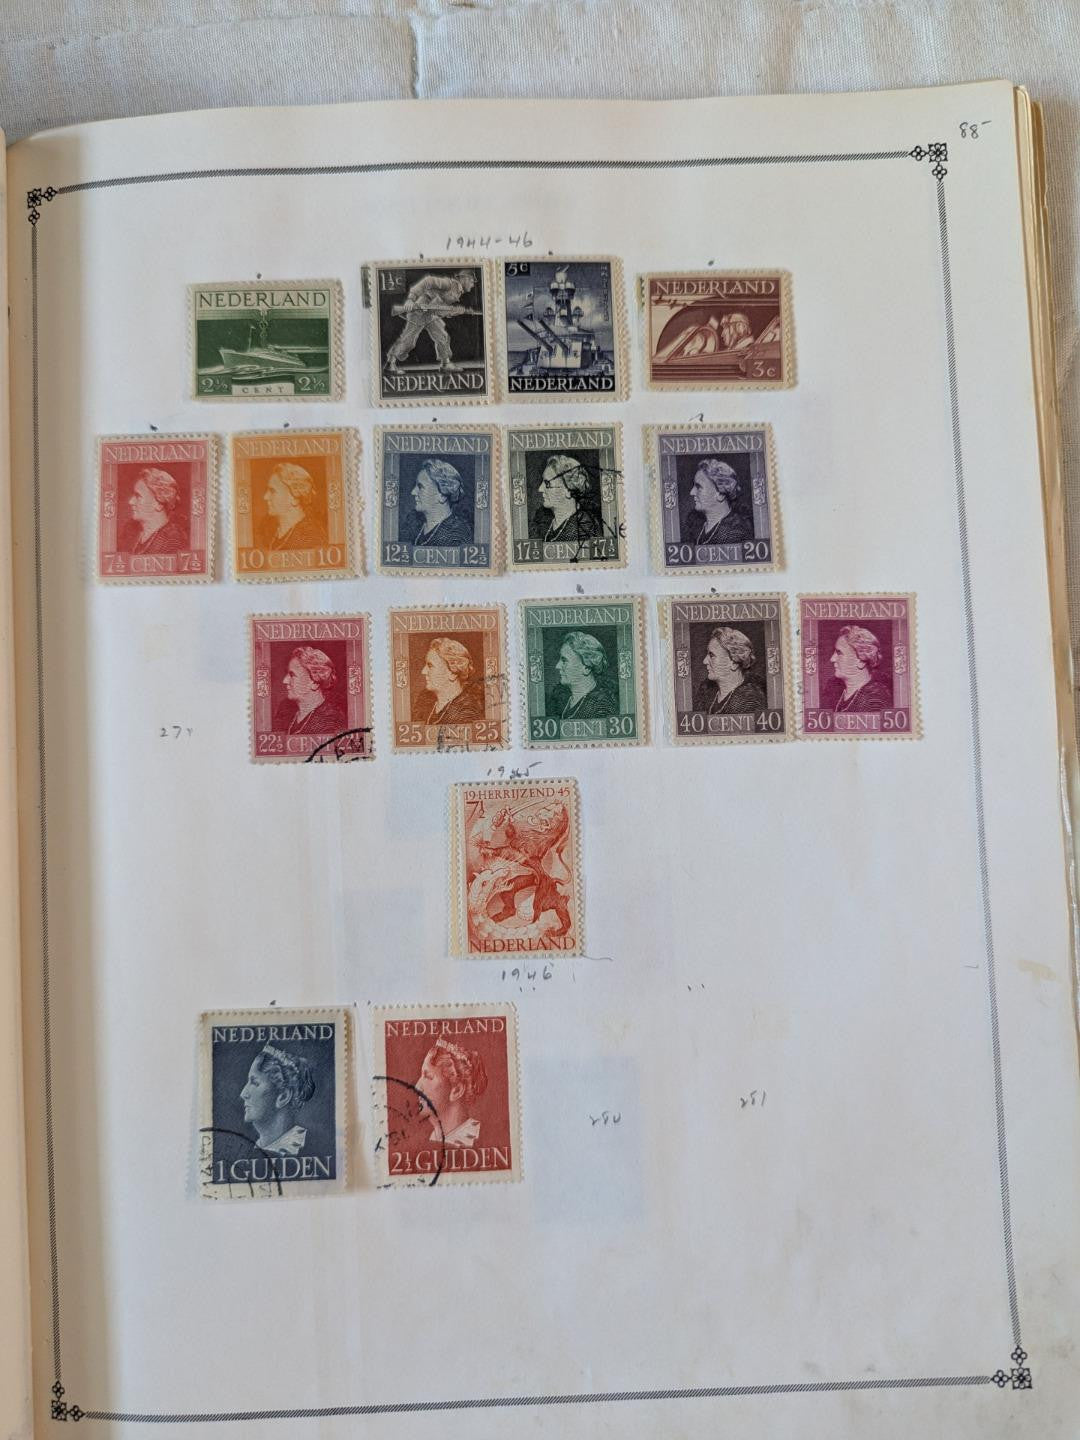 88-
1944-46
NEDERLAND
2½ CENT 2½
1½c
NEDERLAND
5c
NEDERLAND
NEDERLAND
3c
NEDERLAND
7½ CENT 7½
NEDERLAND
10 CENT 10
NEDERLAND
12½ CENT 12½
NEDERLAND
17½ CENT 17½
NEDERLAND
20 CENT 20
NEDERLAND
22½ CENT 22½
NEDERLAND
25 CENT 25
NEDERLAND
30 CENT 30
NEDERLAND
40 CENT 40
NEDERLAND
50 CENT 50
1945
19·HERRIJZEND·45
7½
NEDERLAND
1946
NEDERLAND
1 GULDEN
NEDERLAND
2½ GULDEN
280
281